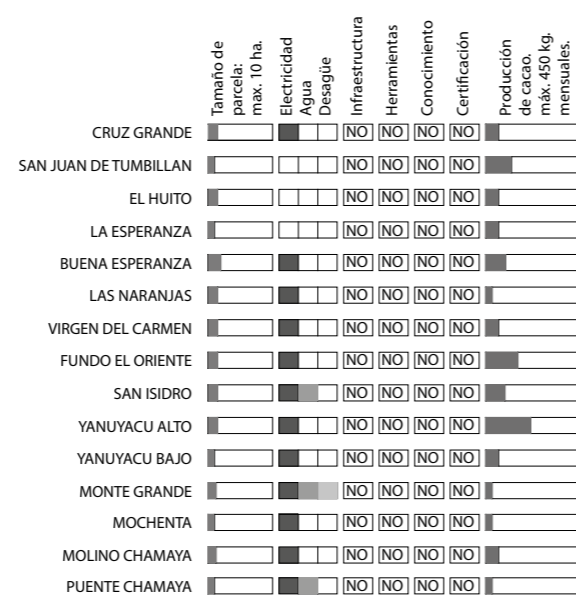 Tamaño de
parcela:
max. 10 ha.
Electricidad
Agua
Desagüe
Infraestructura
Herramientas
Conocimiento
Certificación
Producción
de cacao.
máx. 450 kg.
mensuales.
CRUZ GRANDE NO NO NO NO
SAN JUAN DE TUMBILLAN NO NO NO NO
EL HUITO NO NO NO NO
LA ESPERANZA NO NO NO NO
BUENA ESPERANZA NO NO NO NO
LAS NARANJAS NO NO NO NO
VIRGEN DEL CARMEN NO NO NO NO
FUNDO EL ORIENTE NO NO NO NO
SAN ISIDRO NO NO NO NO
YANUYACU ALTO NO NO NO NO
YANUYACU BAJO NO NO NO NO
MONTE GRANDE NO NO NO NO
MOCHENTA NO NO NO NO
MOLINO CHAMAYA NO NO NO NO
PUENTE CHAMAYA NO NO NO NO